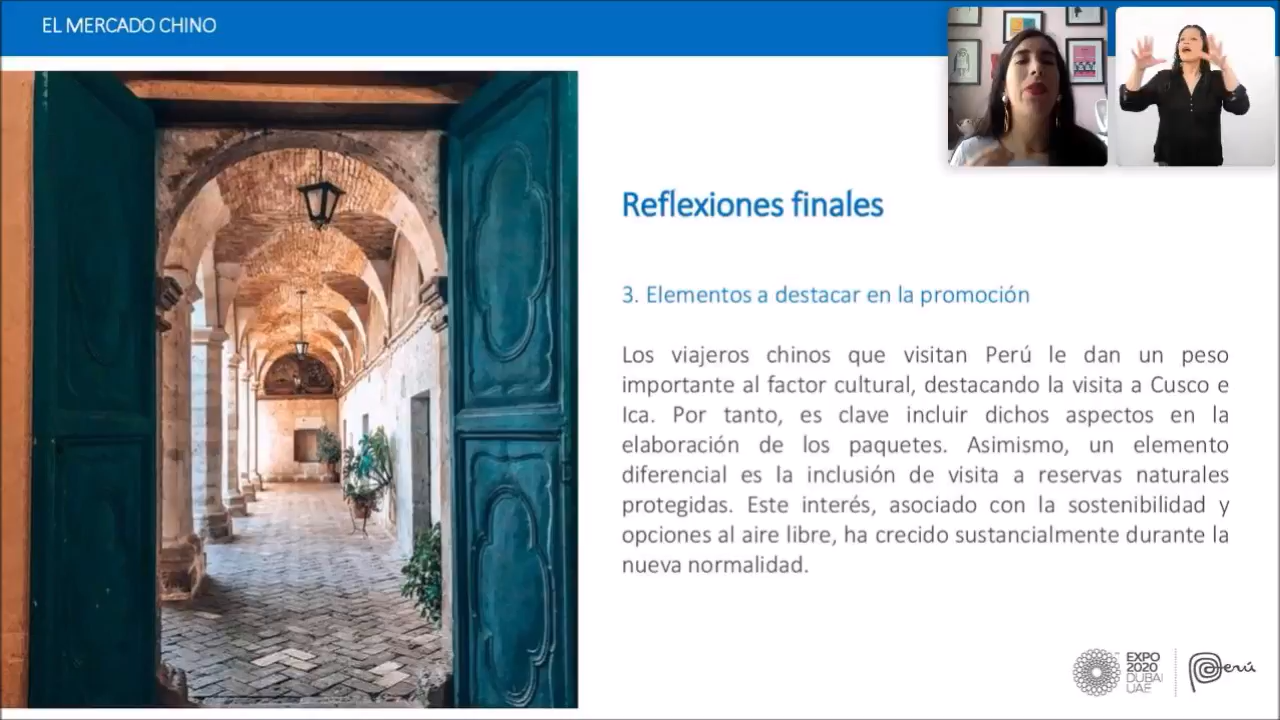 EL MERCADO CHINO
Reflexiones finales
3. Elementos a destacar en la promoción
Los viajeros chinos que visitan Perú le dan un peso
importante al factor cultural, destacando la visita a Cusco e
Ica. Por tanto, es clave incluir dichos aspectos en la
elaboración de los paquetes. Asimismo, un elemento
diferencial es la inclusión de visita a reservas naturales
protegidas. Este interés, asociado con la sostenibilidad y
opciones al aire libre, ha crecido sustancialmente durante la
nueva normalidad.
EXPO
2020
DUBAI
UAE
Perú